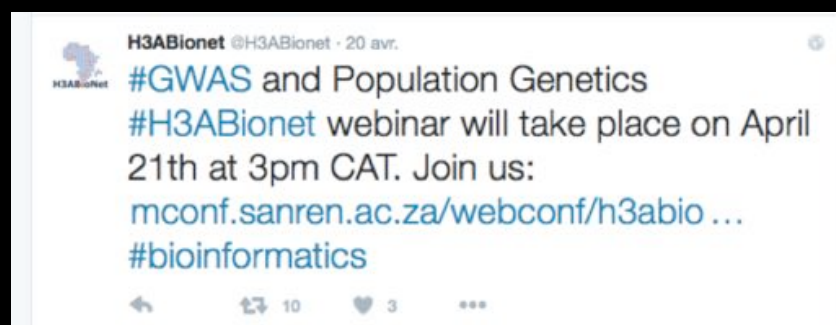 H3ABionet @H3ABionet · 20 avr.
H3ABioNet
#GWAS and Population Genetics
#H3ABionet webinar will take place on April
21th at 3pm CAT. Join us:
mconf.sanren.ac.za/webconf/h3abio ...
#bioinformatics
10 3